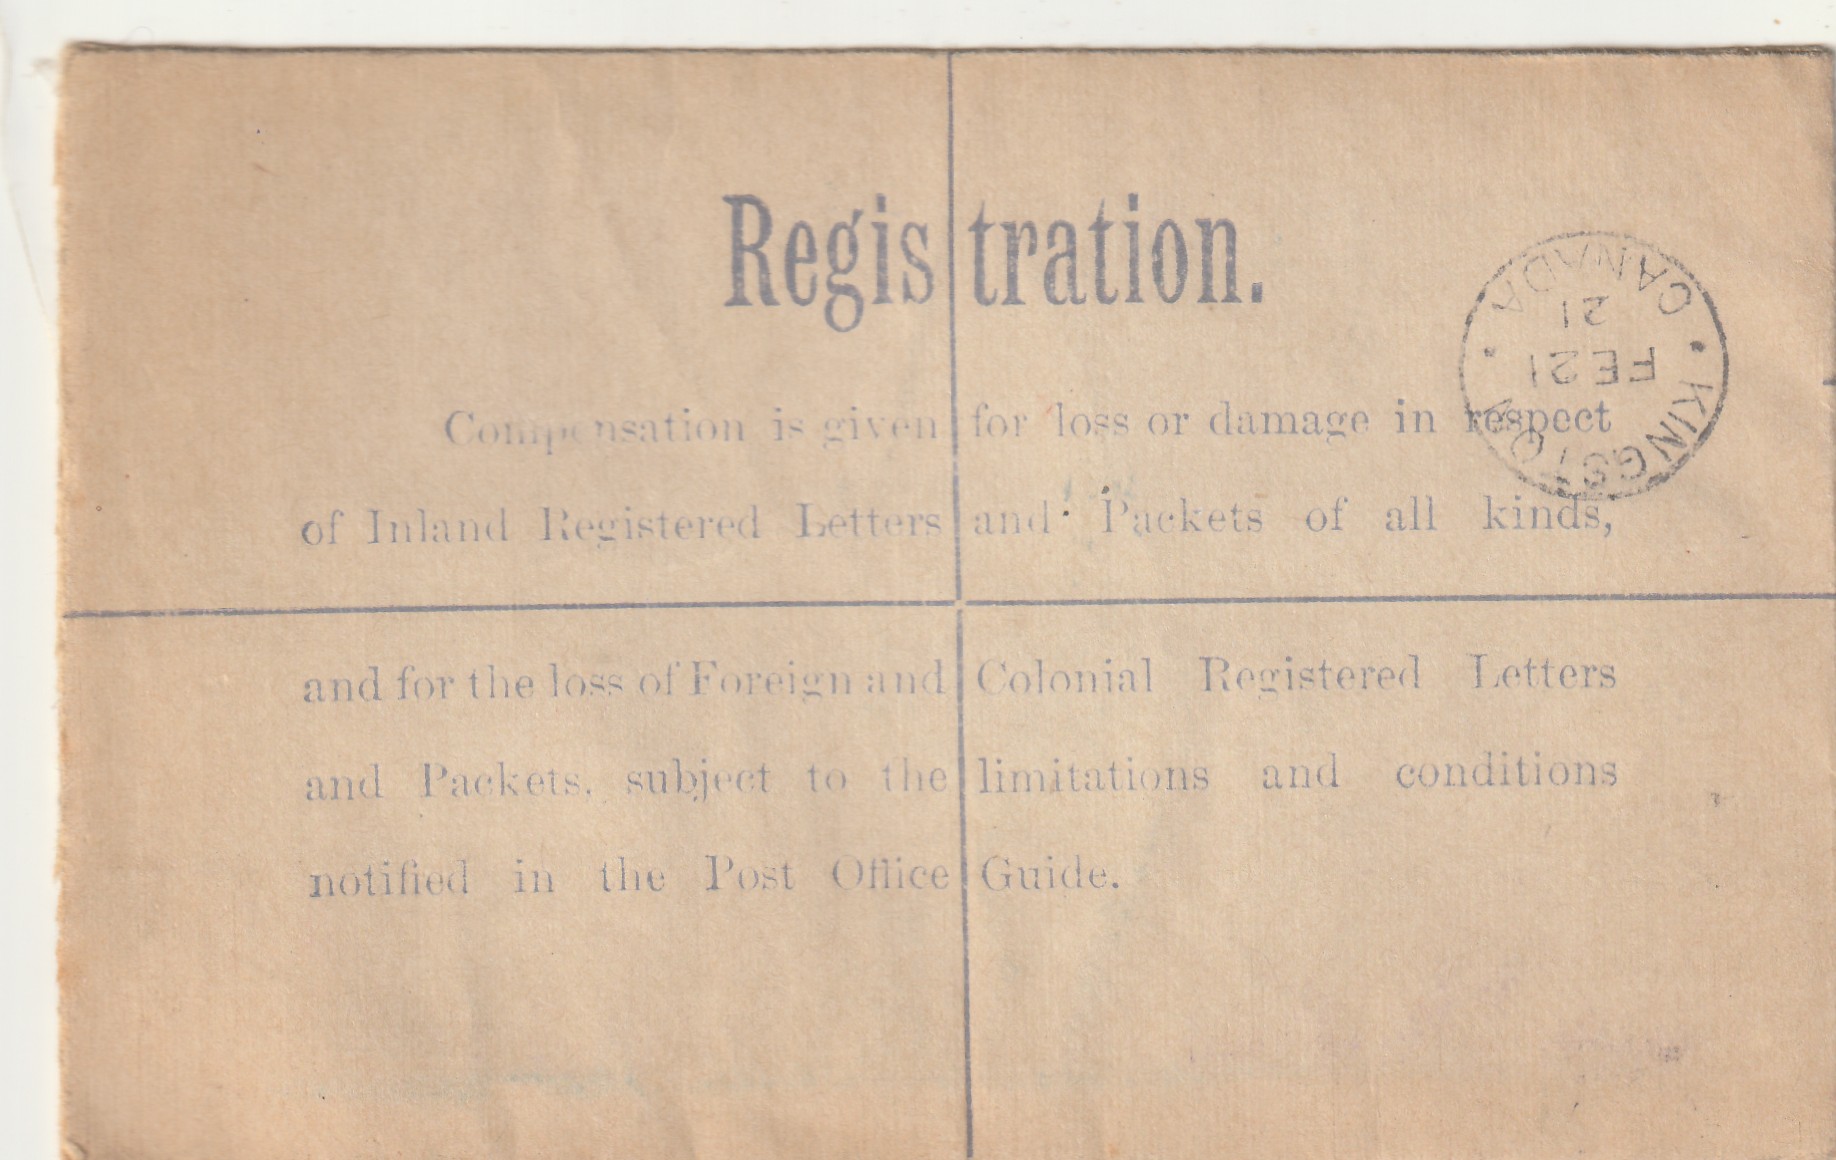 Registration.
Compensation is given for loss or damage in respect
of Inland Registered Letters and Packets of all kinds,
and for the loss of Foreign and Colonial Registered Letters
and Packets, subject to the limitations and conditions
notified in the Post Office Guide.
KINGSTON
FE 21
21
CANADA